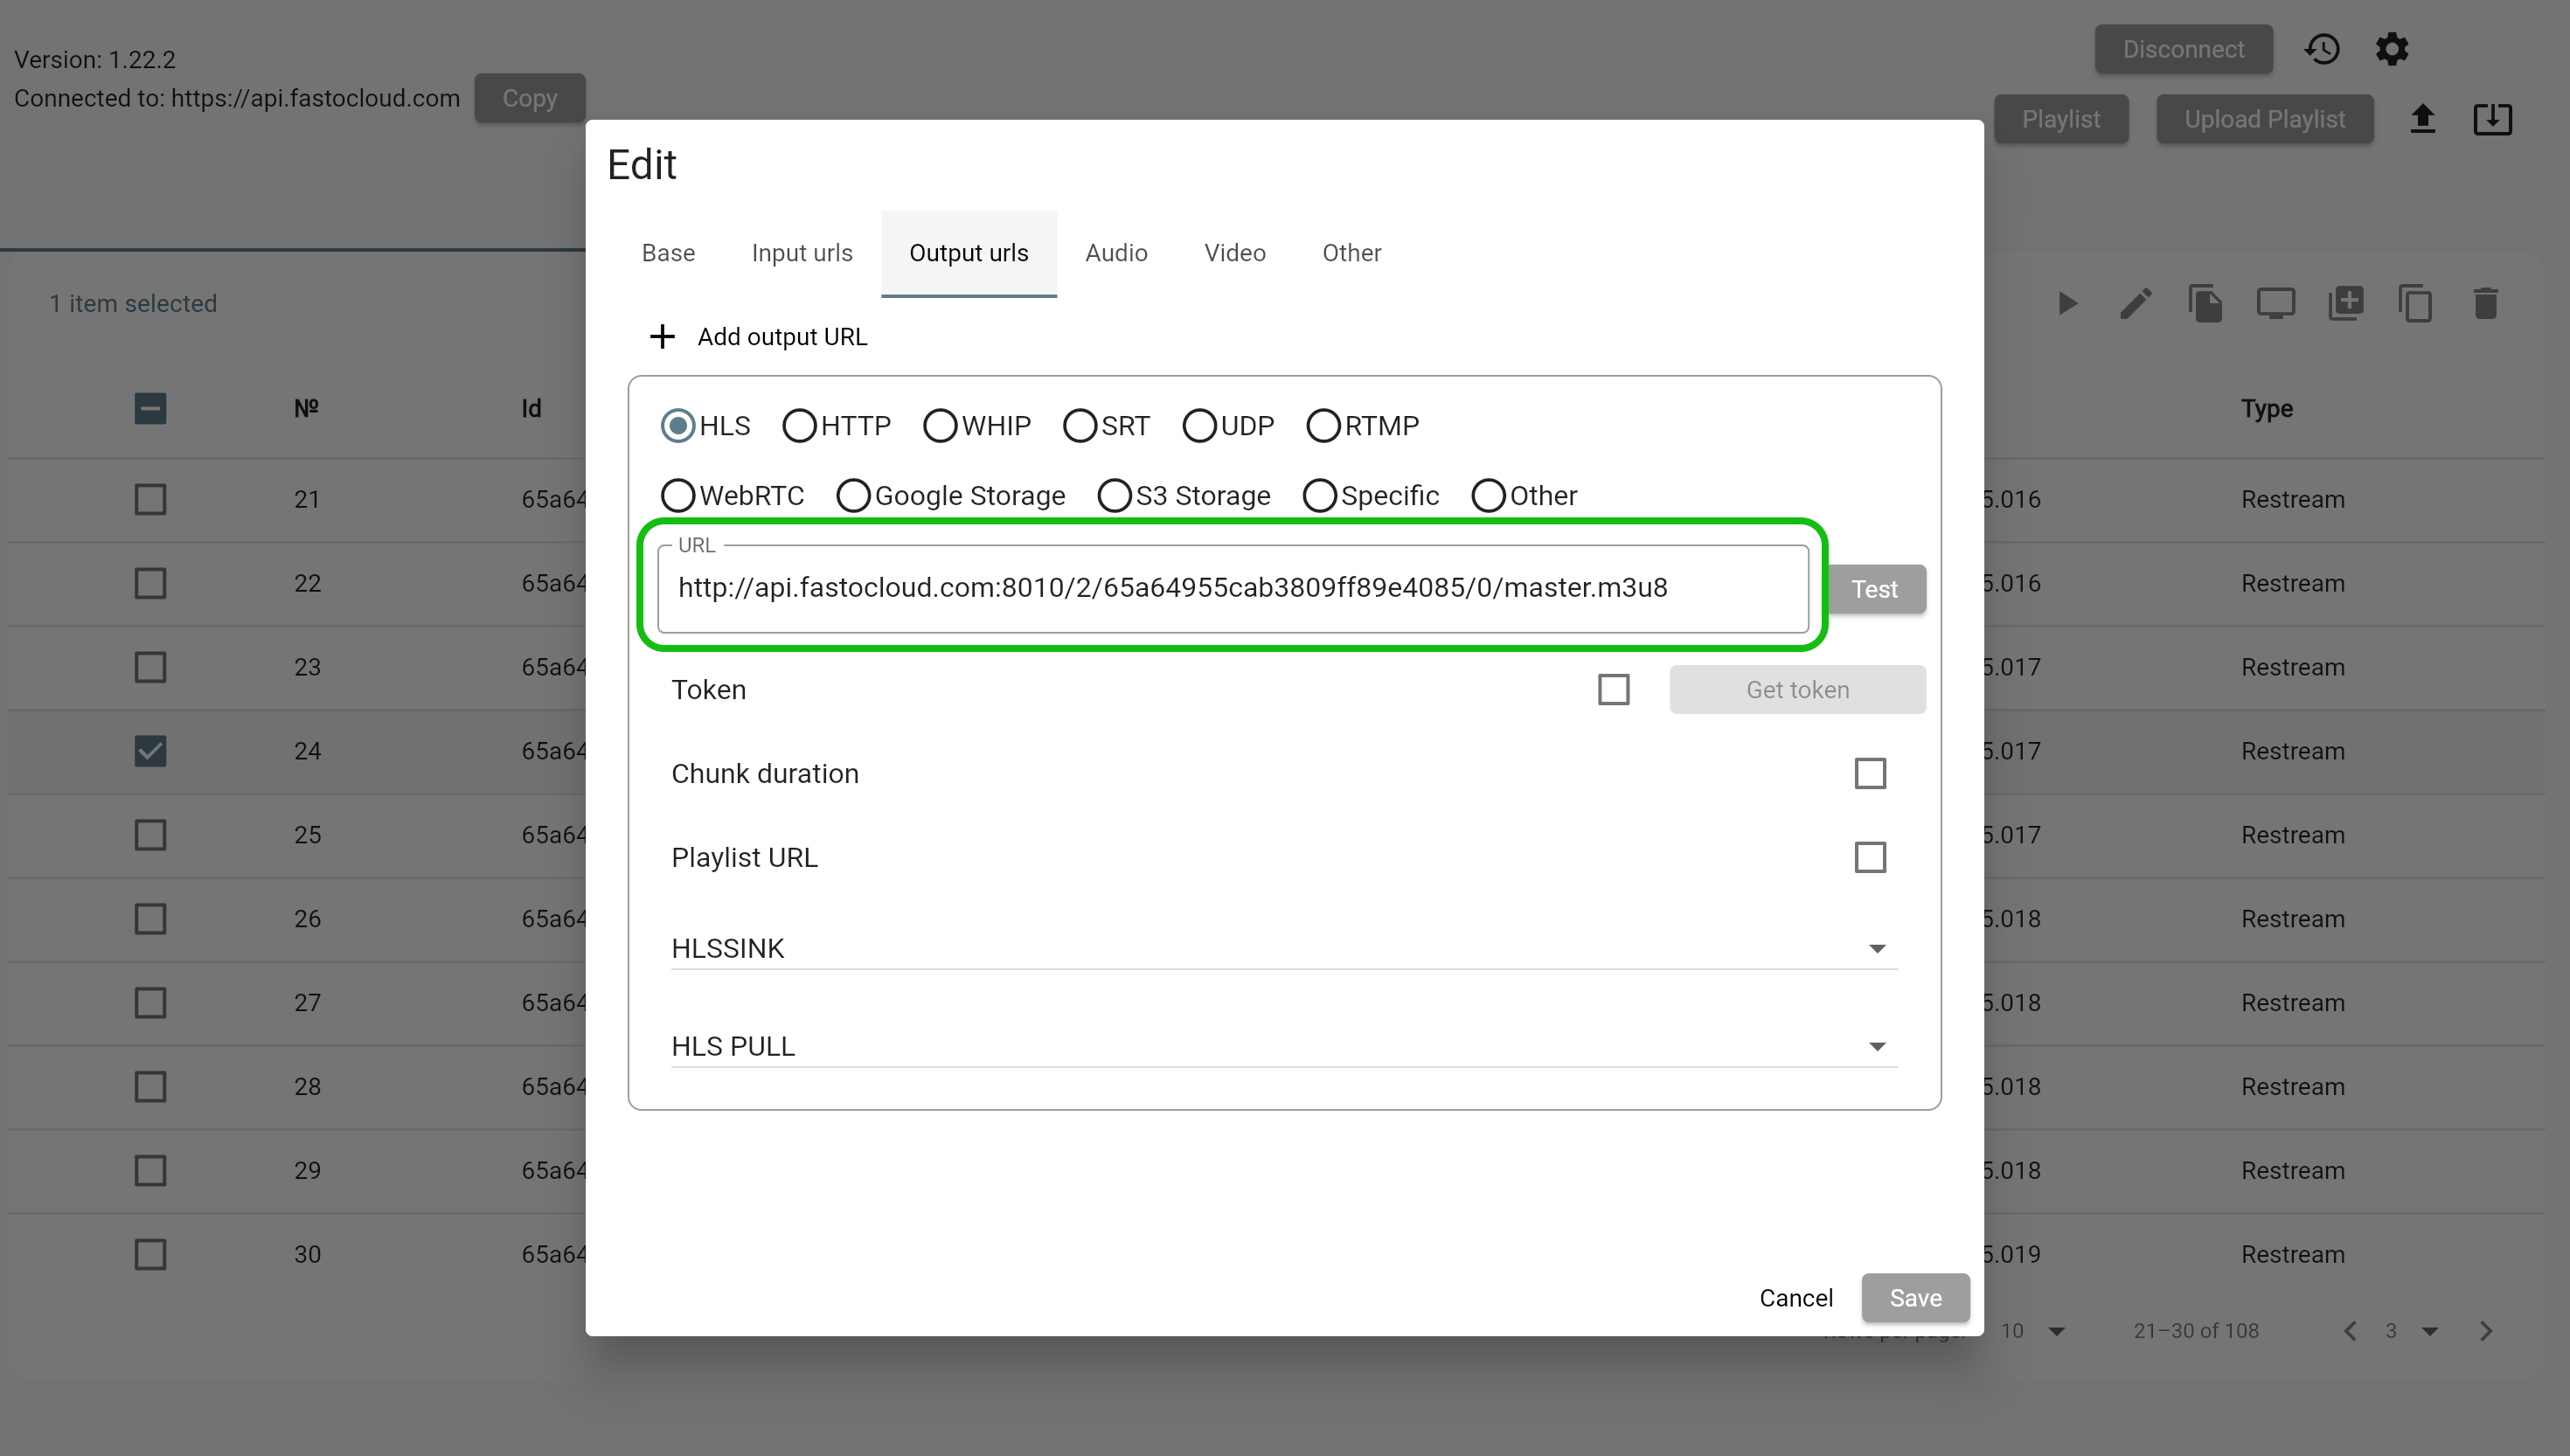 Version: 1.22.2
Connected to: https://api.fastocloud.com Copy
Disconnect
Playlist Upload Playlist
Edit
Base Input urls Output urls Audio Video Other
1 item selected
Add output URL
HLS HTTP WHIP SRT UDP RTMP
WebRTC Google Storage S3 Storage Specific Other
URL
http://api.fastocloud.com:8010/2/65a64955cab3809ff89e4085/0/master.m3u8 Test
Token Get token
Chunk duration
Playlist URL
HLSSINK
HLS PULL
Cancel Save
№ Id Type
21 65a64 5.016 Restream
22 65a64 5.016 Restream
23 65a64 5.017 Restream
24 65a64 5.017 Restream
25 65a64 5.017 Restream
26 65a64 5.018 Restream
27 65a64 5.018 Restream
28 65a64 5.018 Restream
29 65a64 5.018 Restream
30 65a64 5.019 Restream
10 21–30 of 108 3